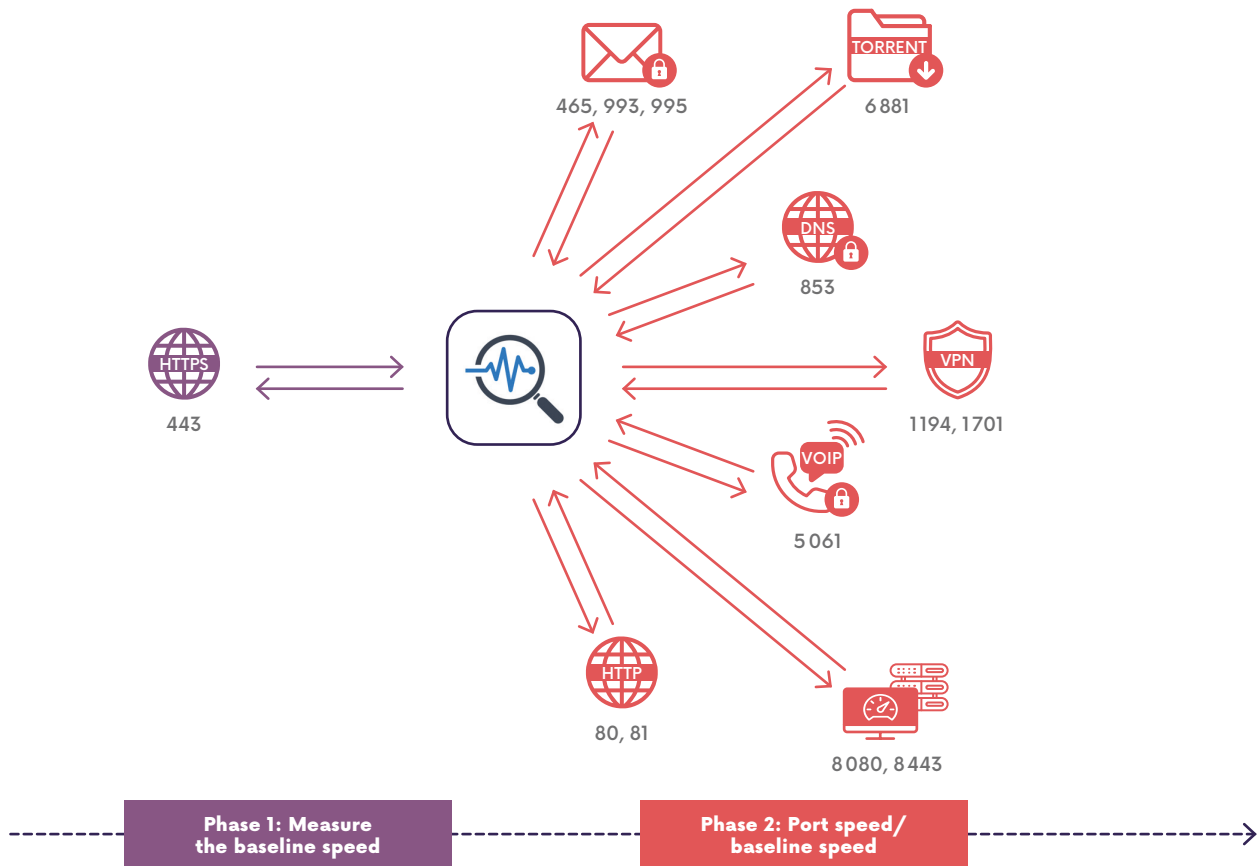 TORRENT
465, 993, 995
6 881
DNS
853
HTTPS
443
VPN
1194, 1701
VOIP
5 061
HTTP
80, 81
8 080, 8 443
Phase 1: Measure
the baseline speed
Phase 2: Port speed/
baseline speed